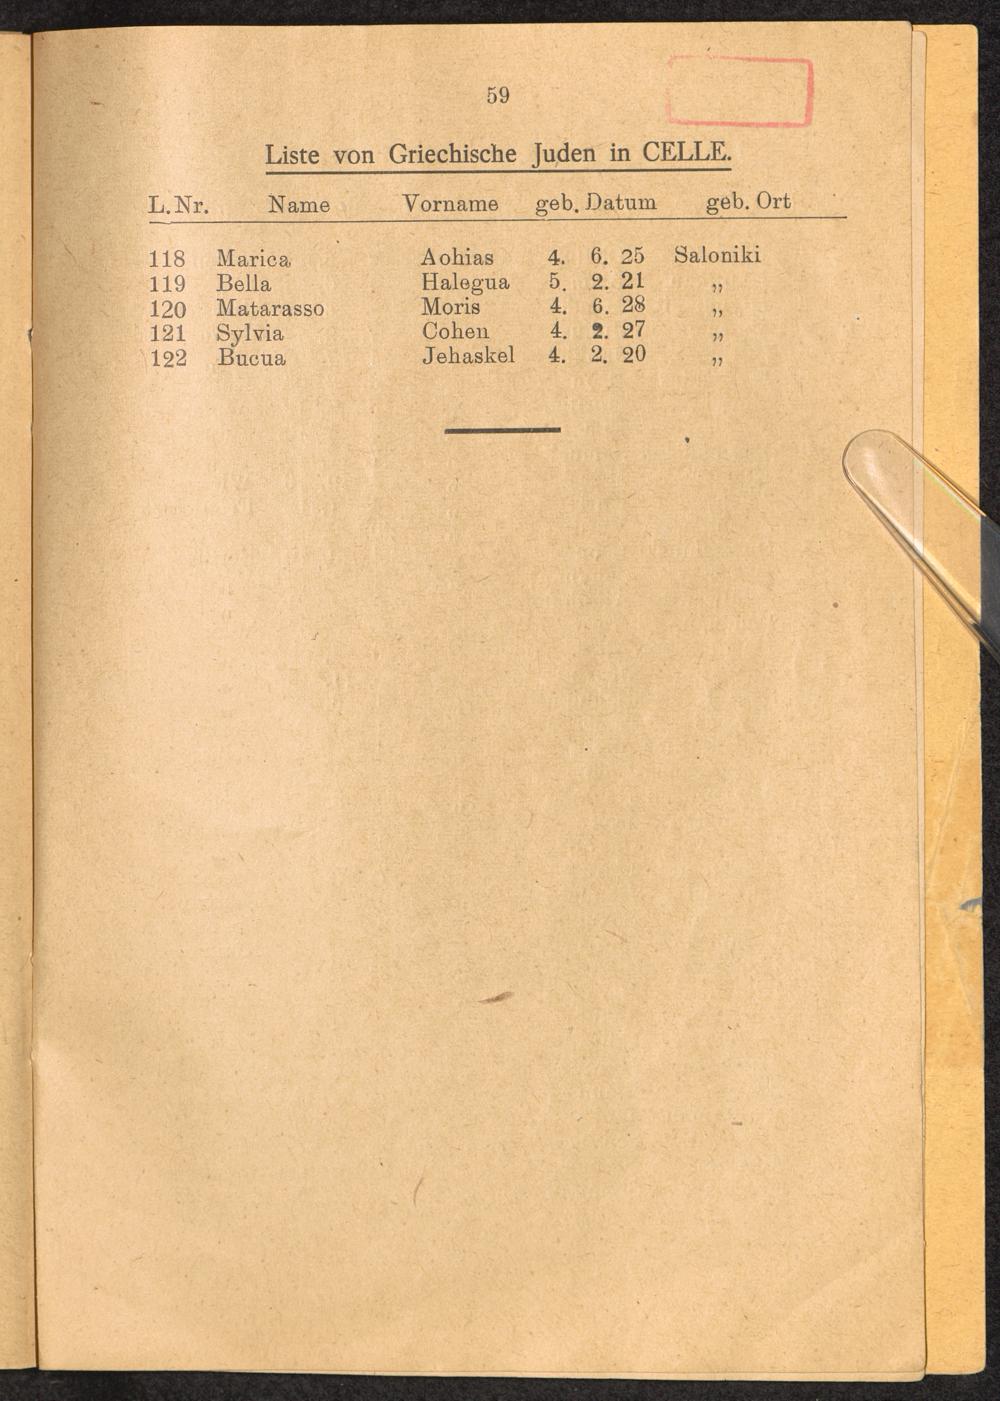 59
Liste von Griechische Juden in CELLE.
L.Nr. Name Vorname geb. Datum geb. Ort
118 Marica Aohias 4. 6. 25 Saloniki
119 Bella Halegua 5. 2. 21 „
120 Matarasso Moris 4. 6. 28 „
121 Sylvia Cohen 4. 2. 27 „
122 Bucua Jehaskel 4. 2. 20 „